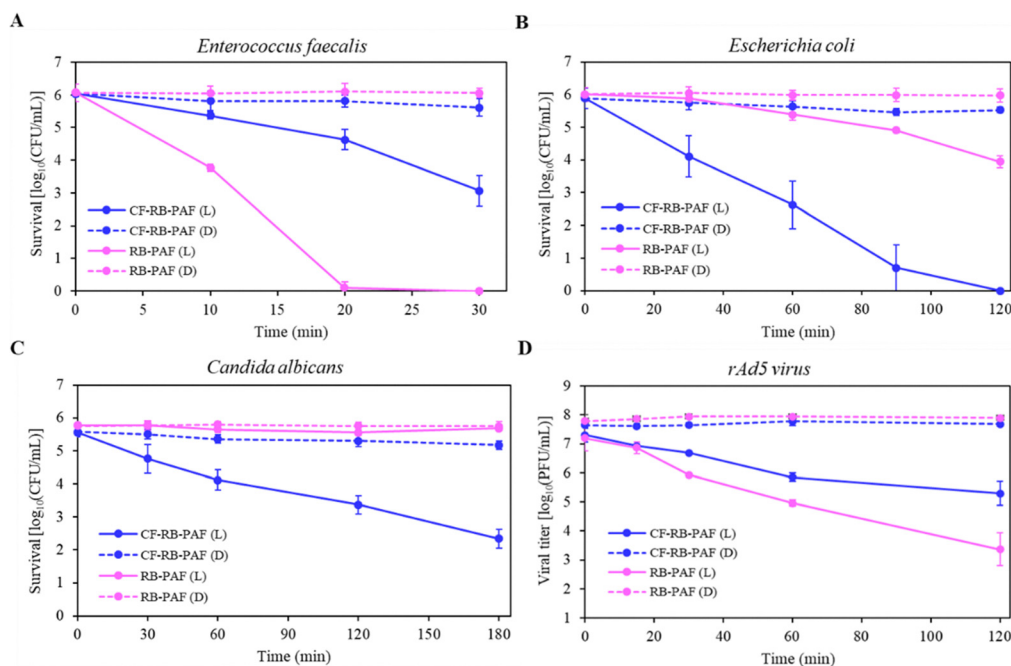 A
Enterococcus faecalis
Survival [log10(CFU/mL)]
7
6
5
4
3
2
1
0
CF-RB-PAF (L)
CF-RB-PAF (D)
RB-PAF (L)
RB-PAF (D)
0 5 10 15 20 25 30
Time (min)
B
Escherichia coli
Survival [log10(CFU/mL)]
7
6
5
4
3
2
1
0
CF-RB-PAF (L)
CF-RB-PAF (D)
RB-PAF (L)
RB-PAF (D)
0 20 40 60 80 100 120
Time (min)
C
Candida albicans
Survival [log10(CFU/mL)]
7
6
5
4
3
2
1
0
CF-RB-PAF (L)
CF-RB-PAF (D)
RB-PAF (L)
RB-PAF (D)
0 30 60 90 120 150 180
Time (min)
D
rAd5 virus
Viral titer [log10(PFU/mL)]
9
8
7
6
5
4
3
2
1
CF-RB-PAF (L)
CF-RB-PAF (D)
RB-PAF (L)
RB-PAF (D)
0 20 40 60 80 100 120
Time (min)